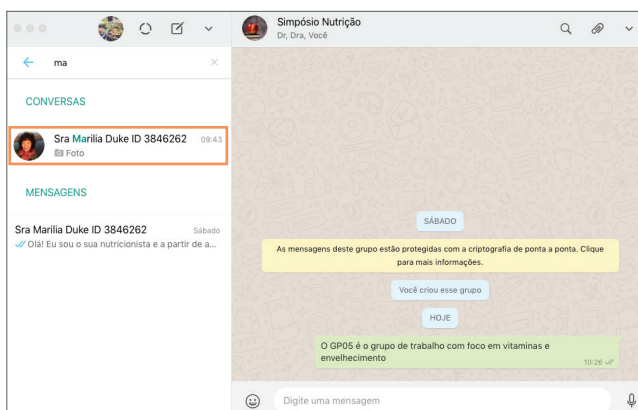 ma
CONVERSAS
Sra Marilia Duke ID 3846262 09:43
Foto
MENSAGENS
Sra Marilia Duke ID 3846262 Sábado
Olá! Eu sou o sua nutricionista e a partir de a...
Simpósio Nutrição
Dr, Dra, Você
SÁBADO
As mensagens deste grupo estão protegidas com a criptografia de ponta a ponta. Clique
para mais informações.
Você criou esse grupo
HOJE
O GP05 é o grupo de trabalho com foco em vitaminas e
envelhecimento
10:26
Digite uma mensagem